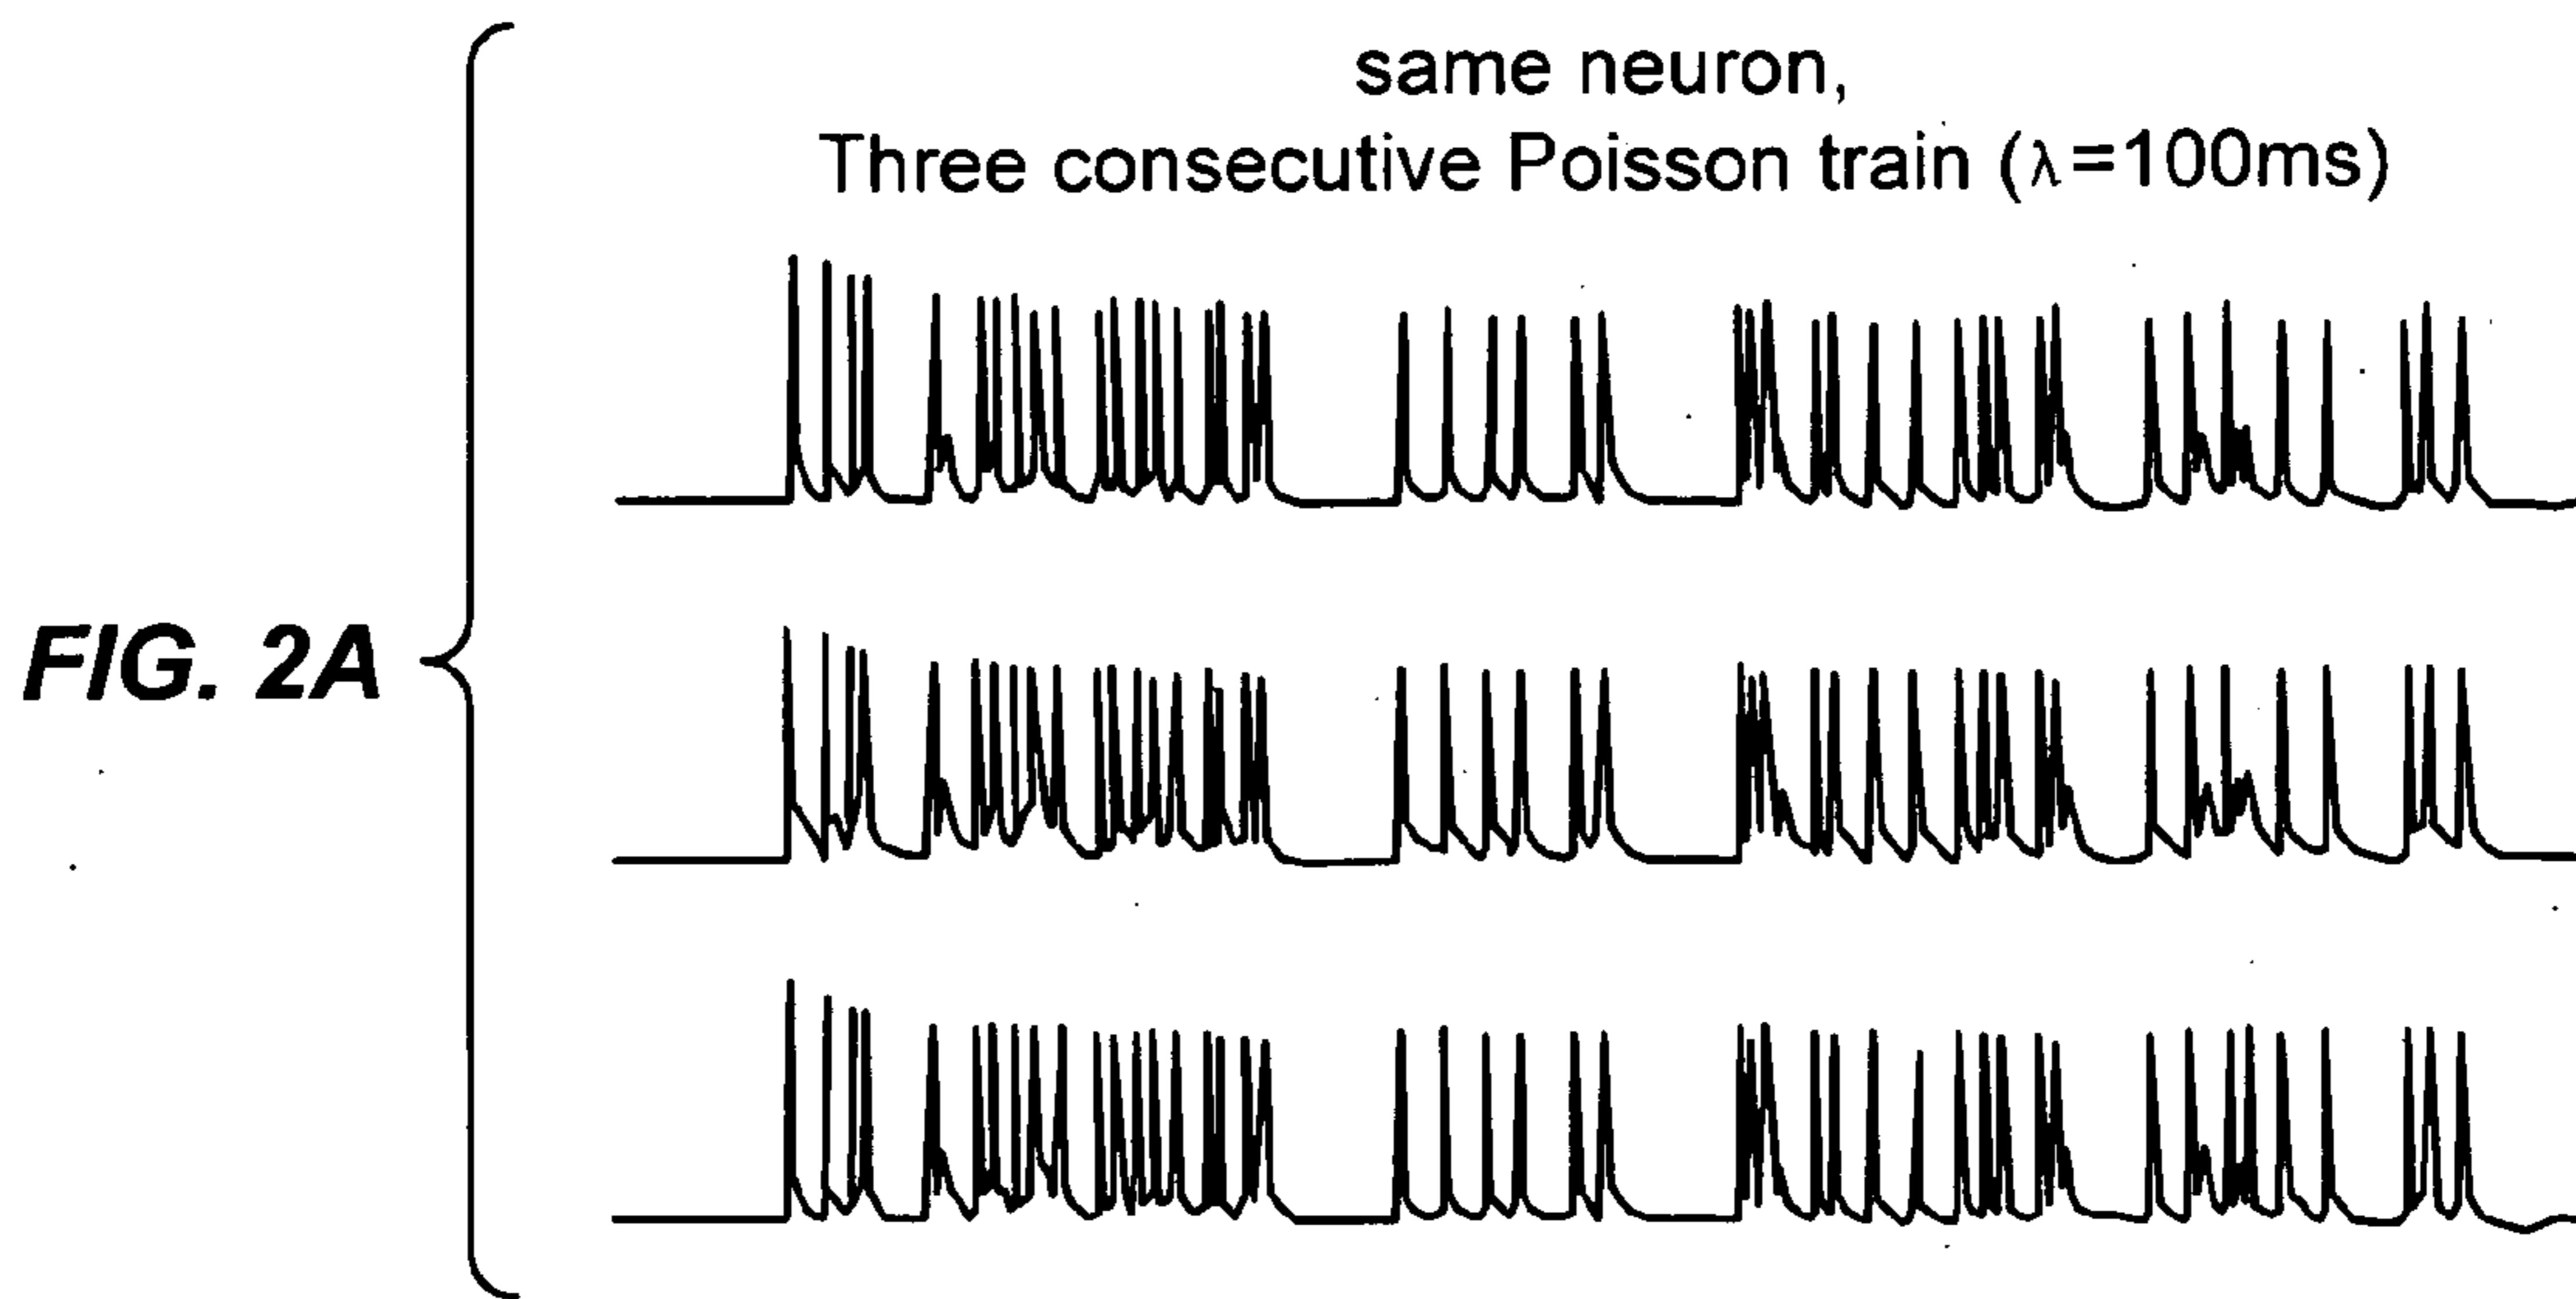 same neuron,
Three consecutive Poisson train (λ=100ms)
FIG. 2A